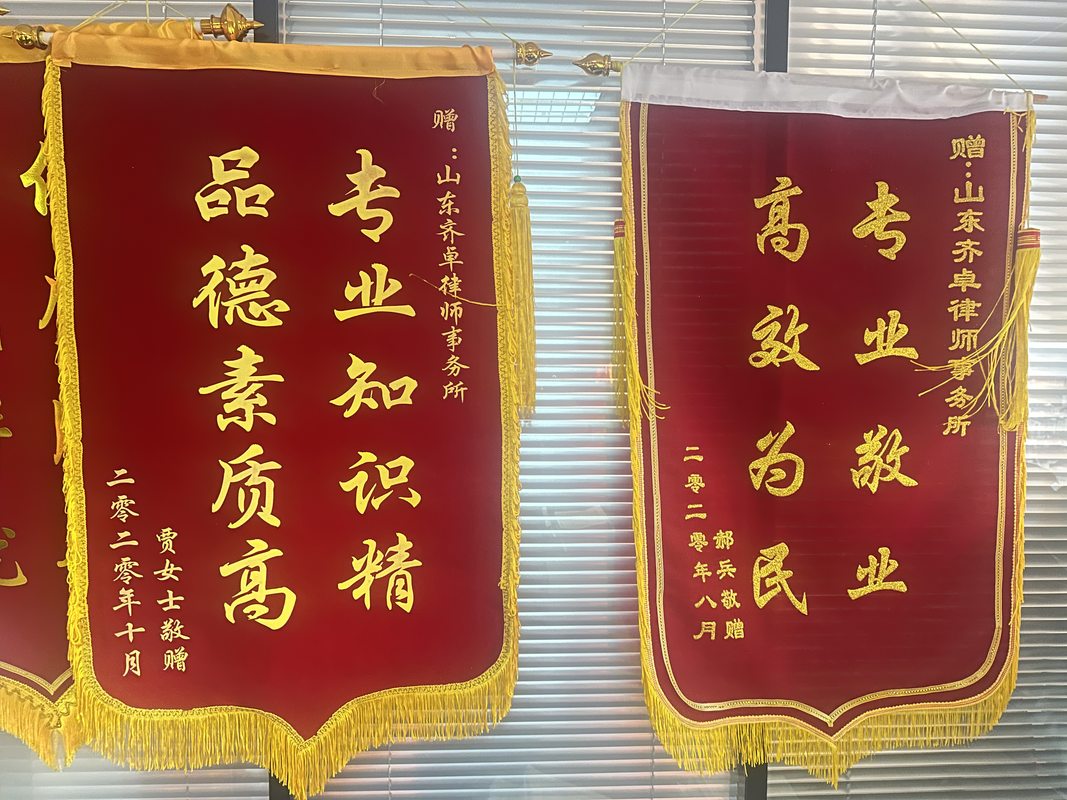 赠：山东齐卓律师事务所
专业知识精
品德素质高
贾女士敬赠
二零二零年十月
赠：山东齐卓律师事务所
专业敬业
高效为民
郝兵敬赠
二零二零年八月